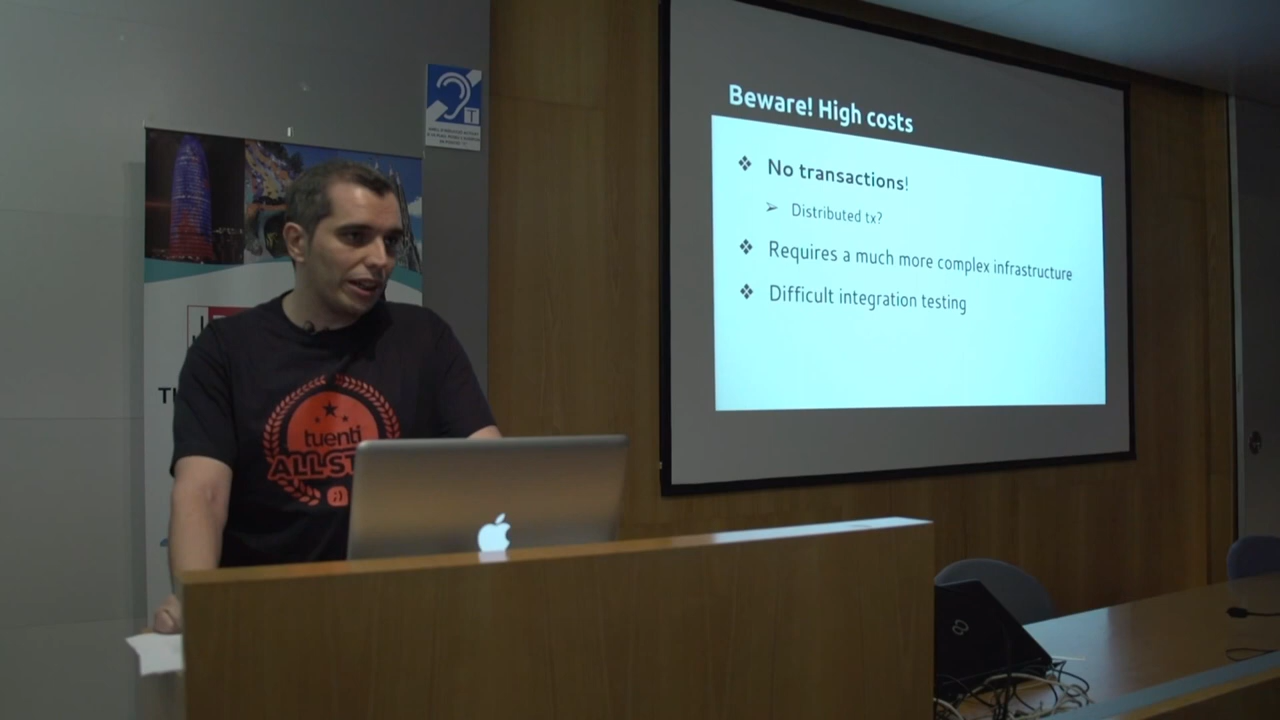 Beware! High costs
❖ No transactions!
➢ Distributed tx?
❖ Requires a much more complex infrastructure
❖ Difficult integration testing
T
tuenti
ALL ST
;)